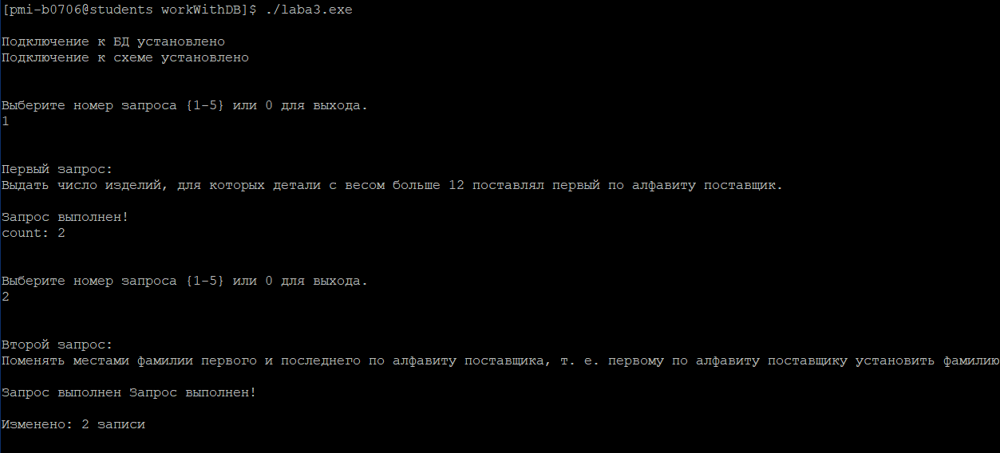 [pmi-b0706@students workWithDB]$ ./laba3.exe
Подключение к БД установлено
Подключение к схеме установлено
Выберите номер запроса {1-5} или 0 для выхода.
1
Первый запрос:
Выдать число изделий, для которых детали с весом больше 12 поставлял первый по алфавиту поставщик.
Запрос выполнен!
count: 2
Выберите номер запроса {1-5} или 0 для выхода.
2
Второй запрос:
Поменять местами фамилии первого и последнего по алфавиту поставщика, т. е. первому по алфавиту поставщику установить фамилию
Запрос выполнен Запрос выполнен!
Изменено: 2 записи